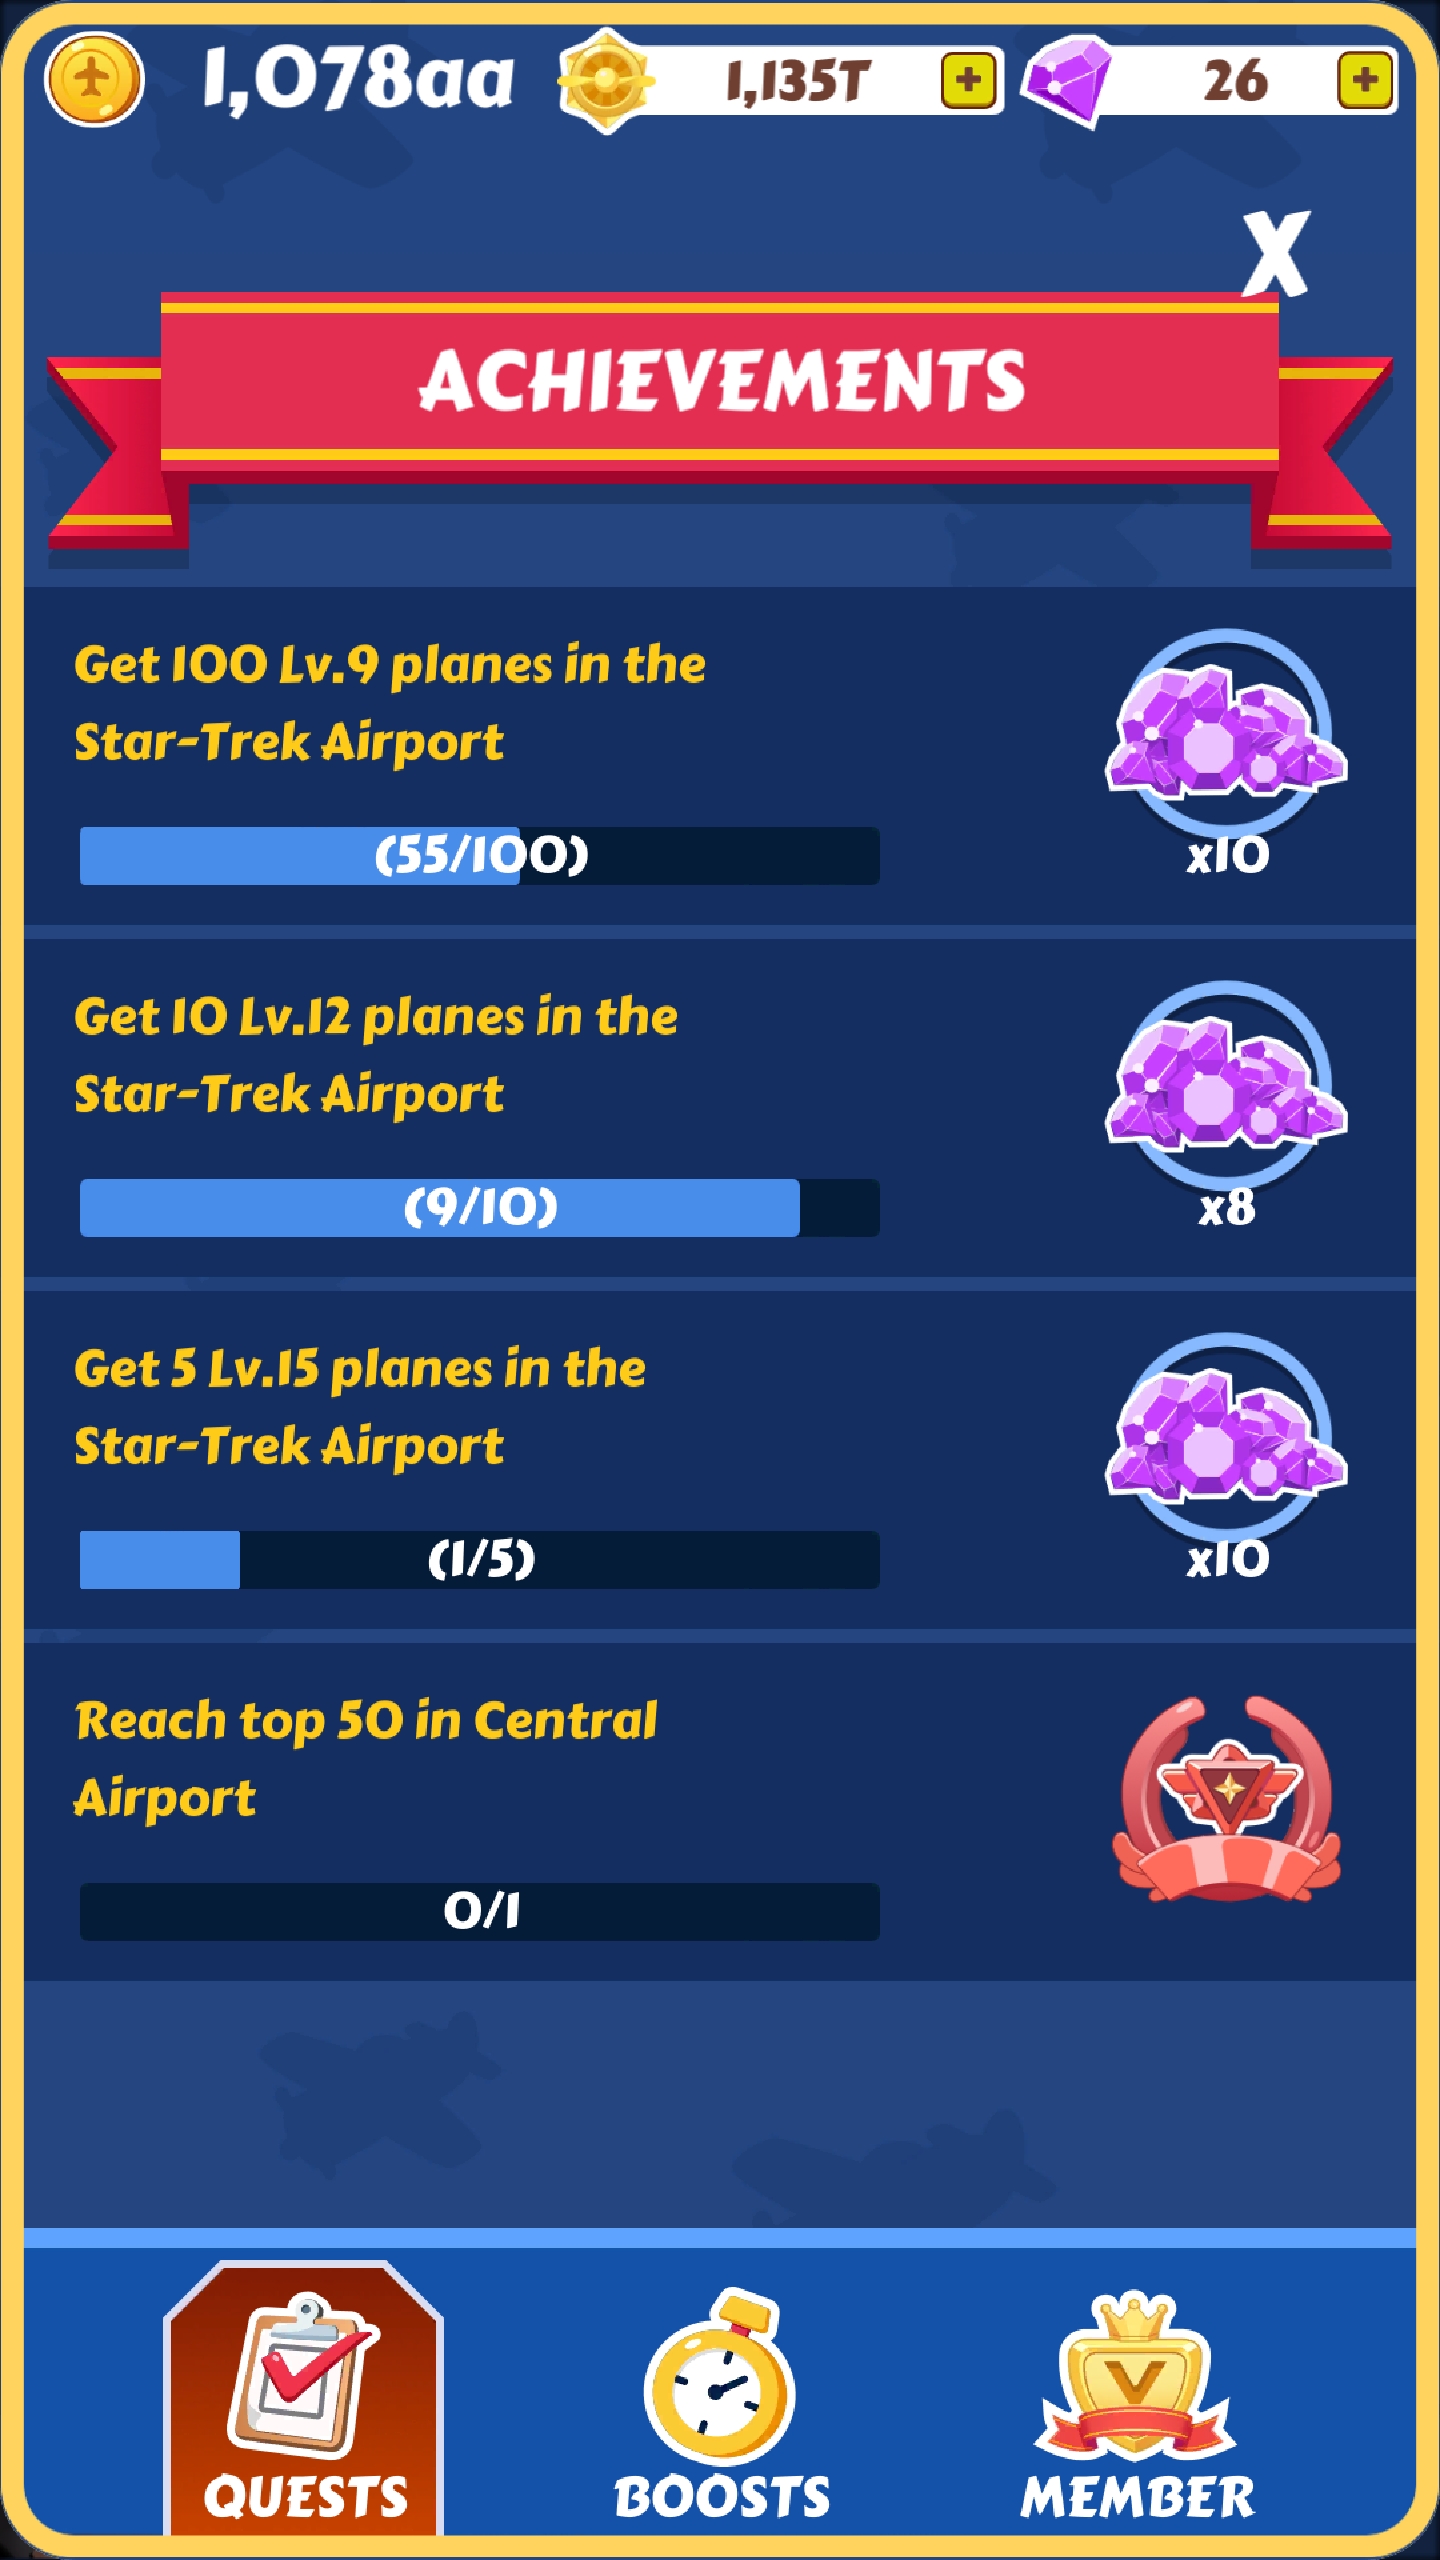 1,078aa 1,135T + 26 +
X
ACHIEVEMENTS
Get 100 Lv.9 planes in the
Star-Trek Airport
(55/100)
x10
Get 10 Lv.12 planes in the
Star-Trek Airport
(9/10)
x8
Get 5 Lv.15 planes in the
Star-Trek Airport
(1/5)
x10
Reach top 50 in Central
Airport
0/1
V
QUESTS BOOSTS MEMBER